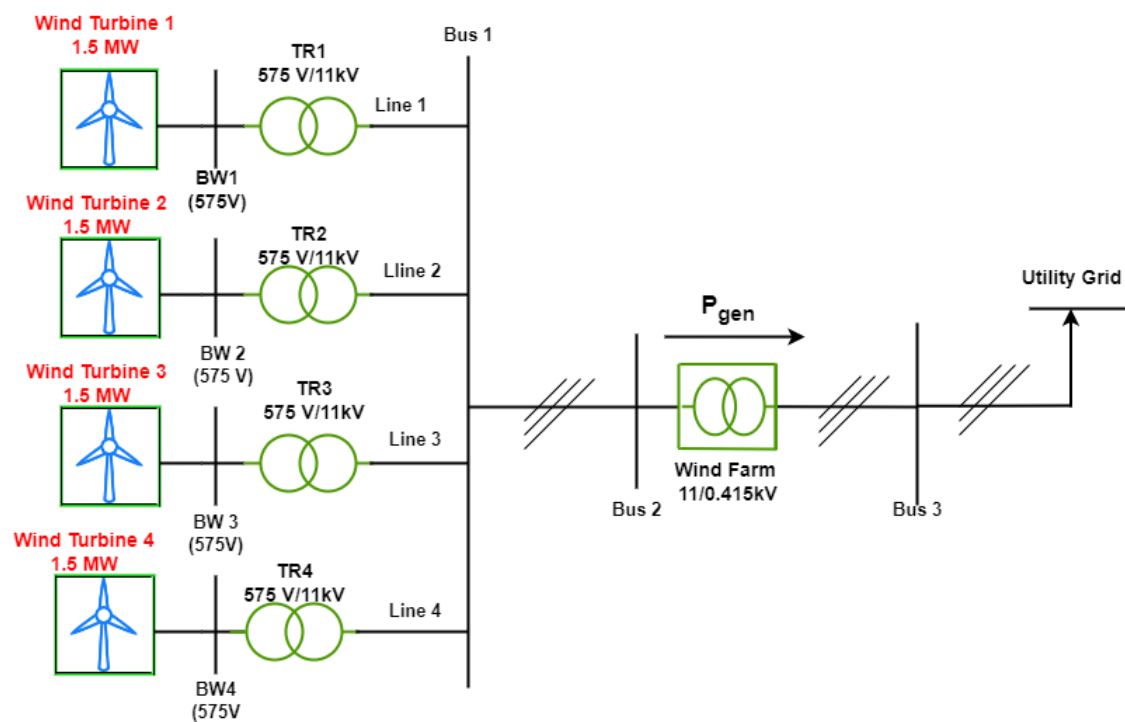 Wind Turbine 1
1.5 MW
TR1
575 V/11kV
Line 1
BW1
(575V)
Bus 1
Wind Turbine 2
1.5 MW
TR2
575 V/11kV
Lline 2
BW 2
(575 V)
Wind Turbine 3
1.5 MW
TR3
575 V/11kV
Line 3
BW 3
(575V)
Wind Turbine 4
1.5 MW
TR4
575 V/11kV
Line 4
BW4
(575V
Bus 2
Pgen
Wind Farm
11/0.415kV
Bus 3
Utility Grid